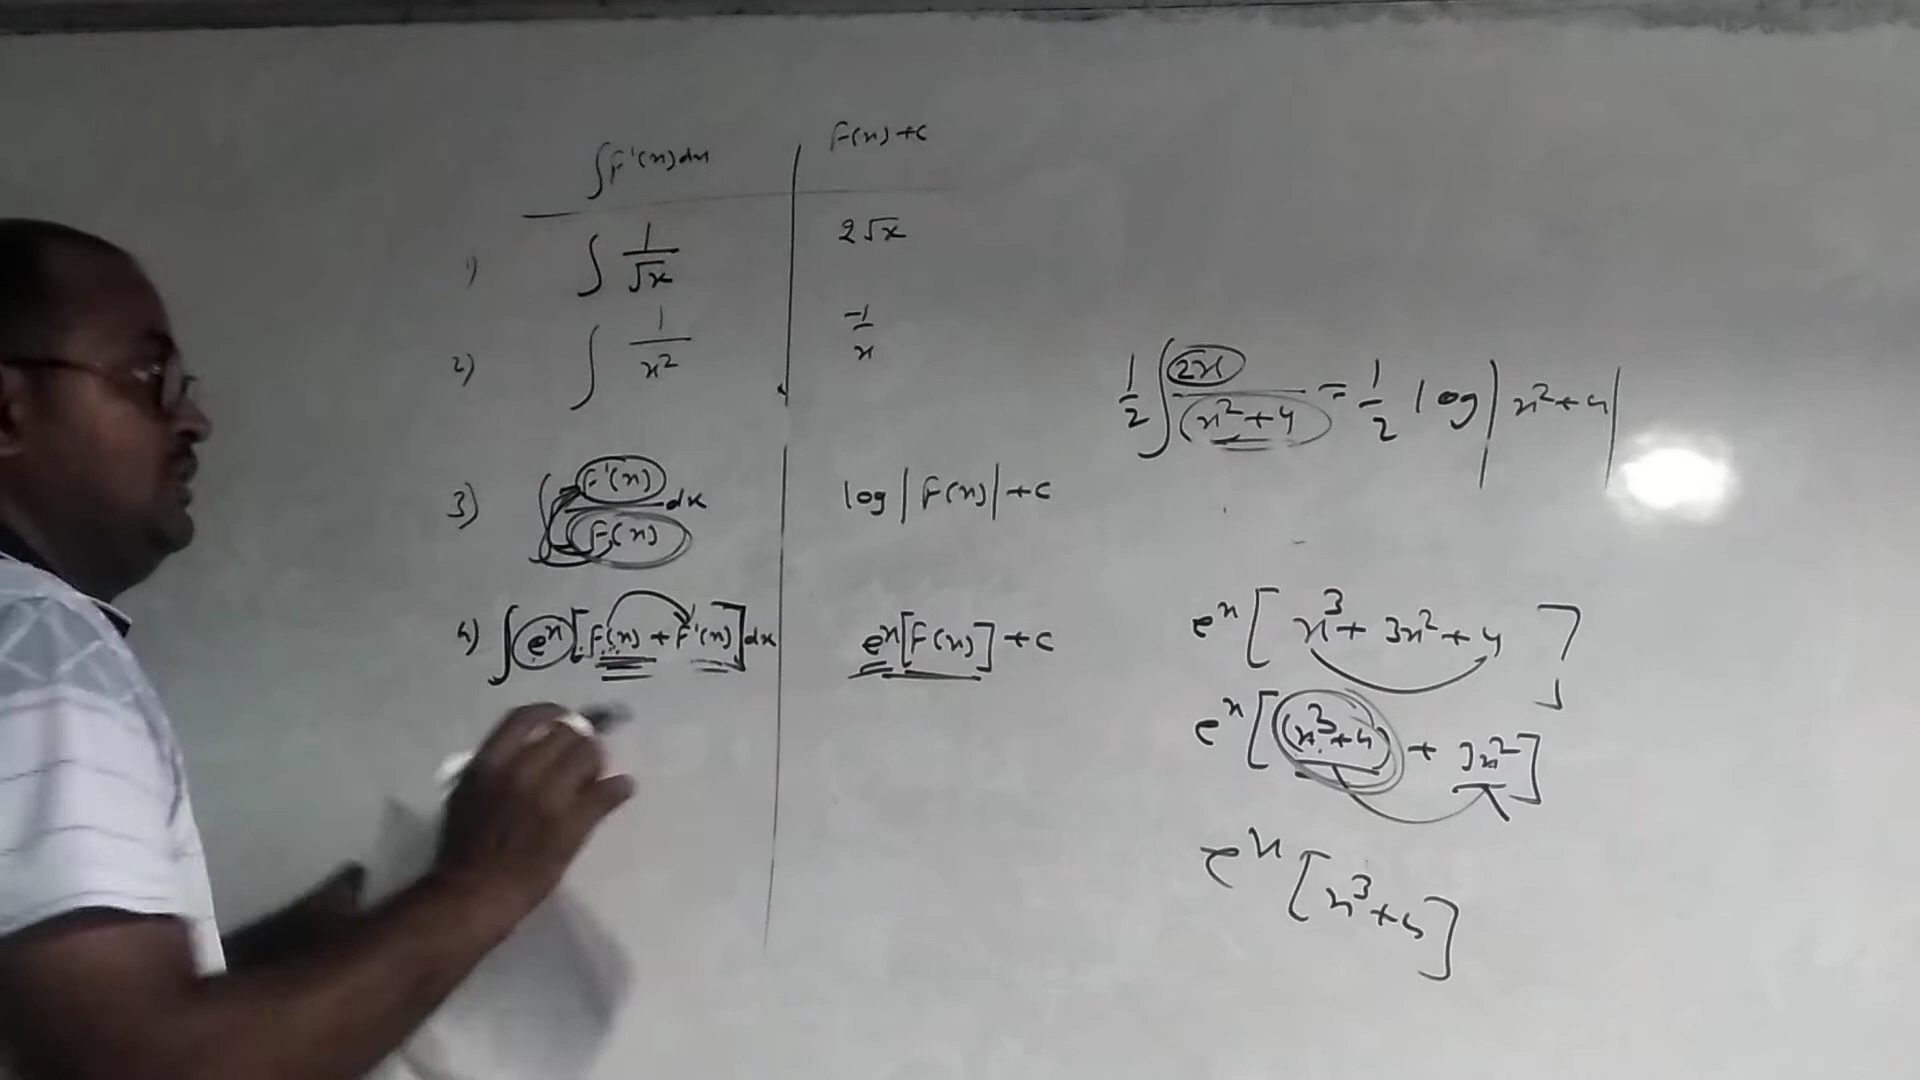 ∫F'(x)dx | F(x)+c
1) ∫ 1/√x | 2√x
2) ∫ 1/x² | -1/x
3) ∫ F'(x)/F(x) dx | log|F(x)|+c
4) ∫eˣ[F(x)+F'(x)]dx | eˣ[F(x)]+c
1/2 ∫ 2x/(x²+4) = 1/2 log|x²+4|
eˣ[x³+3x²+4]
eˣ[(x³+4)+3x²]
eˣ[x³+4]